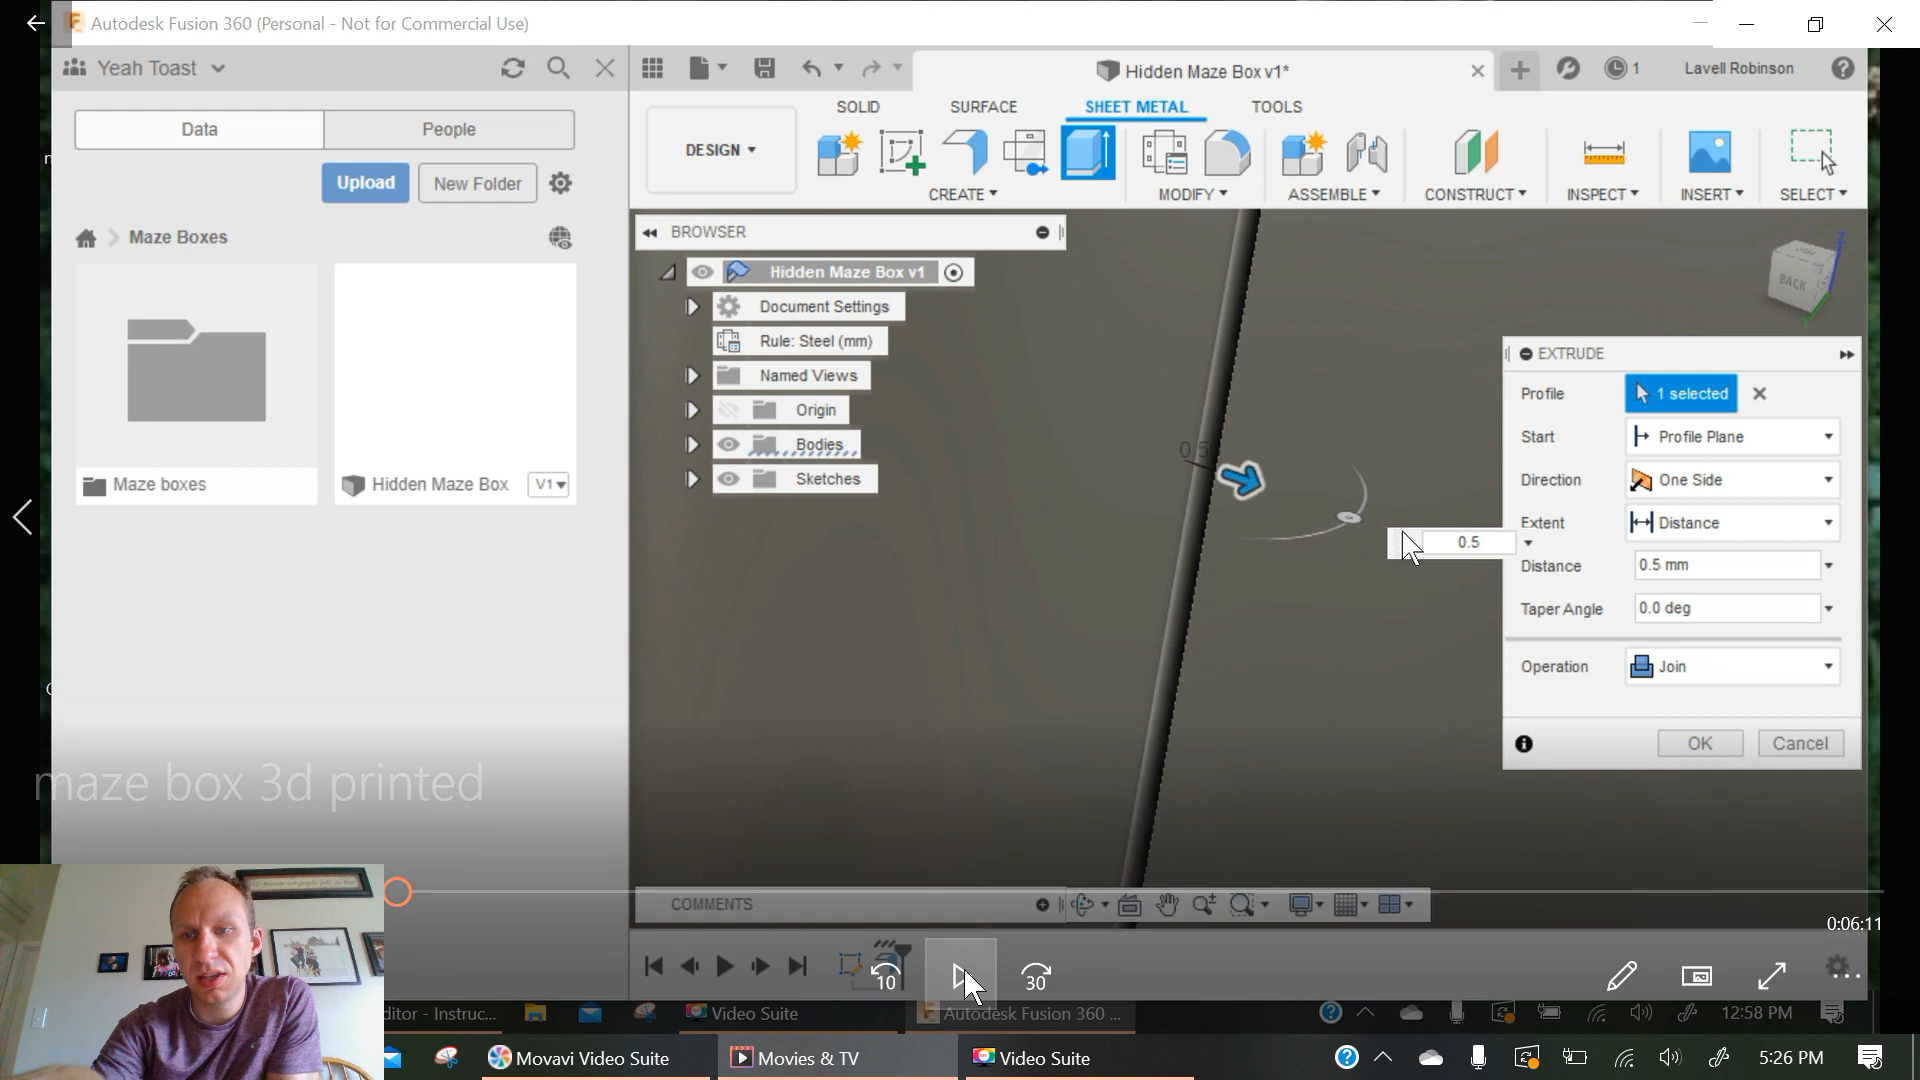 Autodesk Fusion 360 (Personal - Not for Commercial Use)
Yeah Toast
Hidden Maze Box v1*
1
Lavell Robinson
Data
People
SOLID
SURFACE
SHEET METAL
TOOLS
DESIGN
Upload
New Folder
CREATE
MODIFY
ASSEMBLE
CONSTRUCT
INSPECT
INSERT
SELECT
Maze Boxes
BROWSER
BACK
Z
Hidden Maze Box v1
Document Settings
Rule: Steel (mm)
Named Views
Origin
Bodies
Sketches
Maze boxes
Hidden Maze Box
V1
EXTRUDE
Profile
1 selected
Start
Profile Plane
Direction
One Side
Extent
Distance
0.5
Distance
0.5 mm
Taper Angle
0.0 deg
Operation
Join
OK
Cancel
maze box 3d printed
COMMENTS
0:06:11
10
30
ditor - Instruc...
Video Suite
Autodesk Fusion 360 ...
12:58 PM
Movavi Video Suite
Movies & TV
Video Suite
5:26 PM